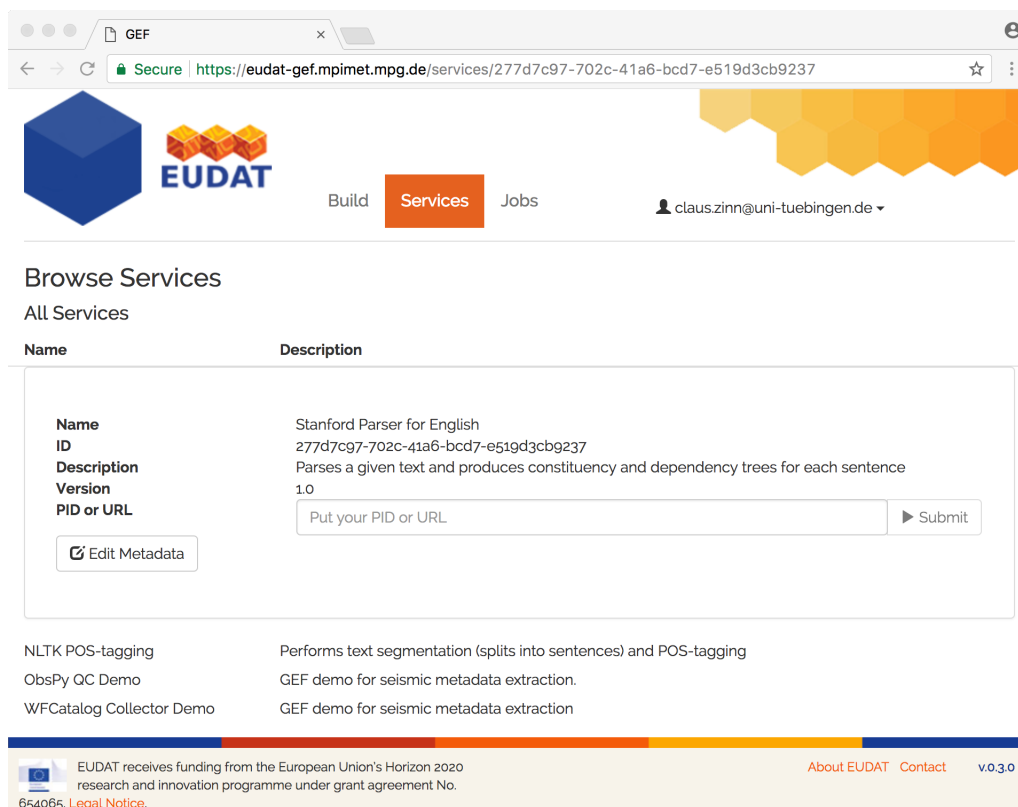 GEF
Secure https://eudat-gef.mpimet.mpg.de/services/277d7c97-702c-41a6-bcd7-e519d3cb9237
EUDAT
Build Services Jobs claus.zinn@uni-tuebingen.de
Browse Services
All Services
Name Description
Name Stanford Parser for English
ID 277d7c97-702c-41a6-bcd7-e519d3cb9237
Description Parses a given text and produces constituency and dependency trees for each sentence
Version 1.0
PID or URL Put your PID or URL Submit
Edit Metadata
NLTK POS-tagging Performs text segmentation (splits into sentences) and POS-tagging
ObsPy QC Demo GEF demo for seismic metadata extraction.
WFCatalog Collector Demo GEF demo for seismic metadata extraction
EUDAT receives funding from the European Union's Horizon 2020 About EUDAT Contact v.0.3.0
research and innovation programme under grant agreement No.
654065. Legal Notice.